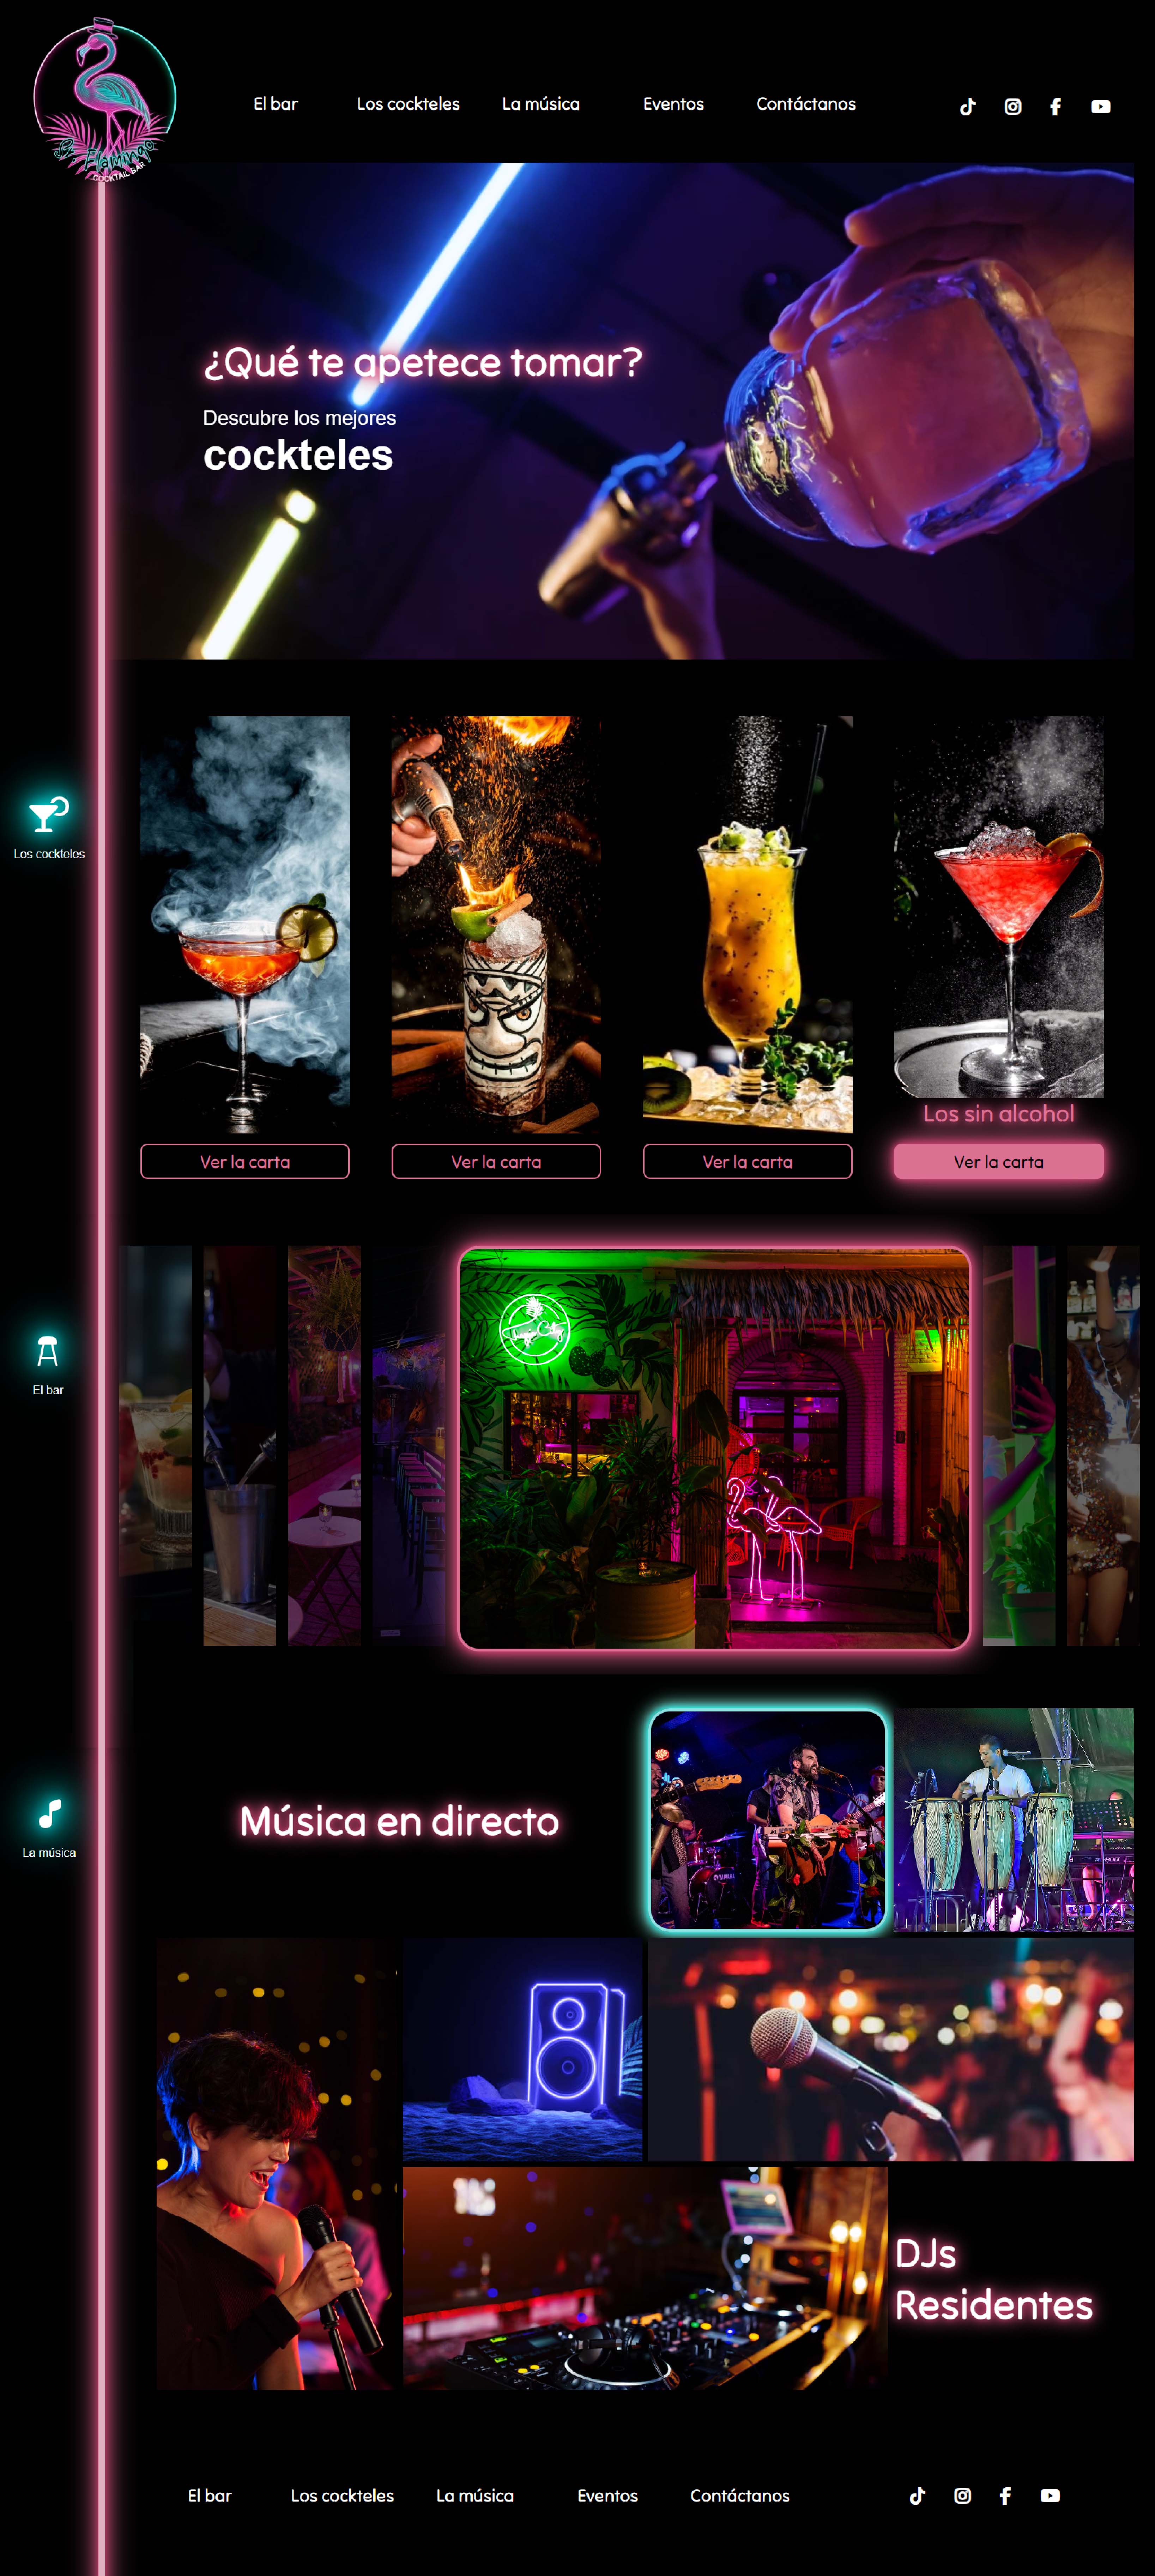 Sr. Flamingo
COCKTAIL BAR
El bar
Los cockteles
La música
Eventos
Contáctanos
¿Qué te apetece tomar?
Descubre los mejores
cockteles
Los cockteles
Los sin alcohol
Ver la carta
Ver la carta
Ver la carta
Ver la carta
El bar
Música en directo
La música
DJs
Residentes
El bar
Los cockteles
La música
Eventos
Contáctanos